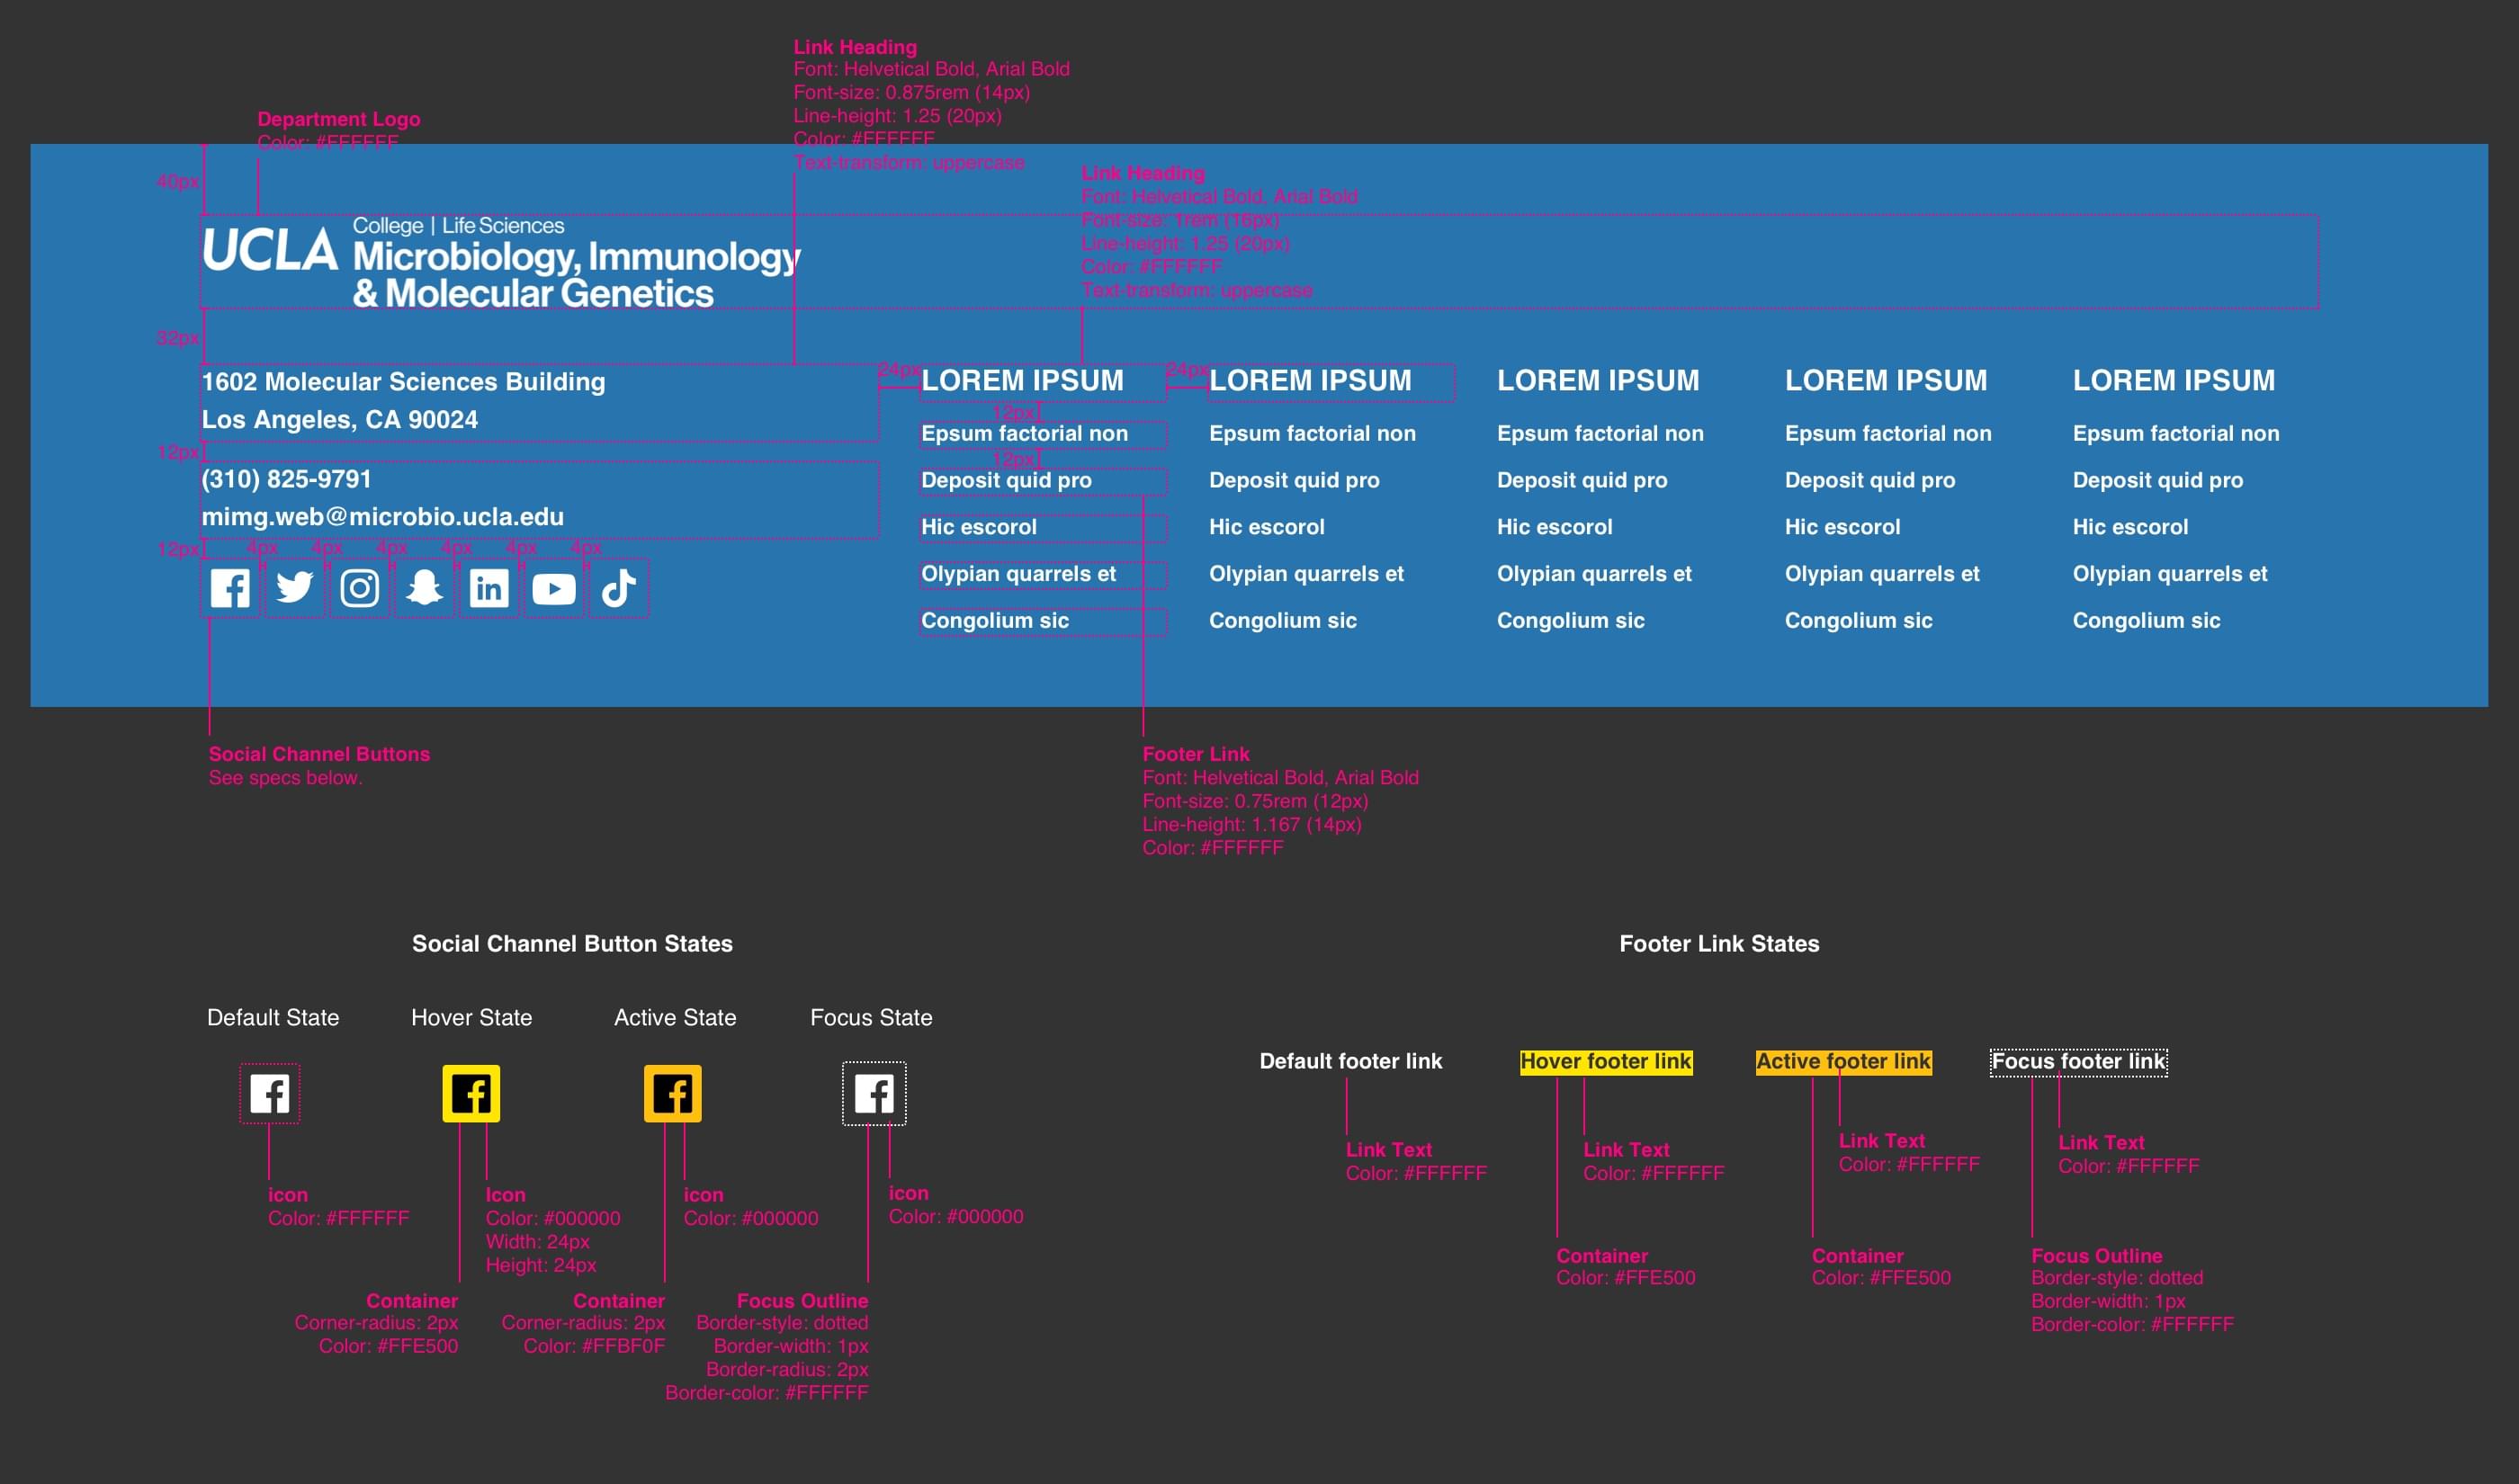 Link Heading
Font: Helvetical Bold, Arial Bold
Font-size: 0.875rem (14px)
Line-height: 1.25 (20px)
Color: #FFFFFF
Text-transform: uppercase
Department Logo
Color: #FFFFFF
Link Heading
Font: Helvetical Bold, Arial Bold
Font-size: 1rem (16px)
Line-height: 1.25 (20px)
Color: #FFFFFF
Text-transform: uppercase
40px
UCLA
College | Life Sciences
Microbiology, Immunology
& Molecular Genetics
32px
1602 Molecular Sciences Building
Los Angeles, CA 90024
12px
(310) 825-9791
mimg.web@microbio.ucla.edu
12px
4px 4px 4px 4px 4px 4px
24px
LOREM IPSUM
12px
Epsum factorial non
12px
Deposit quid pro
Hic escorol
Olypian quarrels et
Congolium sic
24px
LOREM IPSUM
Epsum factorial non
Deposit quid pro
Hic escorol
Olypian quarrels et
Congolium sic
LOREM IPSUM
Epsum factorial non
Deposit quid pro
Hic escorol
Olypian quarrels et
Congolium sic
LOREM IPSUM
Epsum factorial non
Deposit quid pro
Hic escorol
Olypian quarrels et
Congolium sic
LOREM IPSUM
Epsum factorial non
Deposit quid pro
Hic escorol
Olypian quarrels et
Congolium sic
Social Channel Buttons
See specs below.
Footer Link
Font: Helvetical Bold, Arial Bold
Font-size: 0.75rem (12px)
Line-height: 1.167 (14px)
Color: #FFFFFF
Social Channel Button States
Default State
Hover State
Active State
Focus State
icon
Color: #FFFFFF
Icon
Color: #000000
Width: 24px
Height: 24px
icon
Color: #000000
icon
Color: #000000
Container
Corner-radius: 2px
Color: #FFE500
Container
Corner-radius: 2px
Color: #FFBF0F
Focus Outline
Border-style: dotted
Border-width: 1px
Border-radius: 2px
Border-color: #FFFFFF
Footer Link States
Default footer link
Hover footer link
Active footer link
Focus footer link
Link Text
Color: #FFFFFF
Link Text
Color: #FFFFFF
Link Text
Color: #FFFFFF
Link Text
Color: #FFFFFF
Container
Color: #FFE500
Container
Color: #FFE500
Focus Outline
Border-style: dotted
Border-width: 1px
Border-color: #FFFFFF